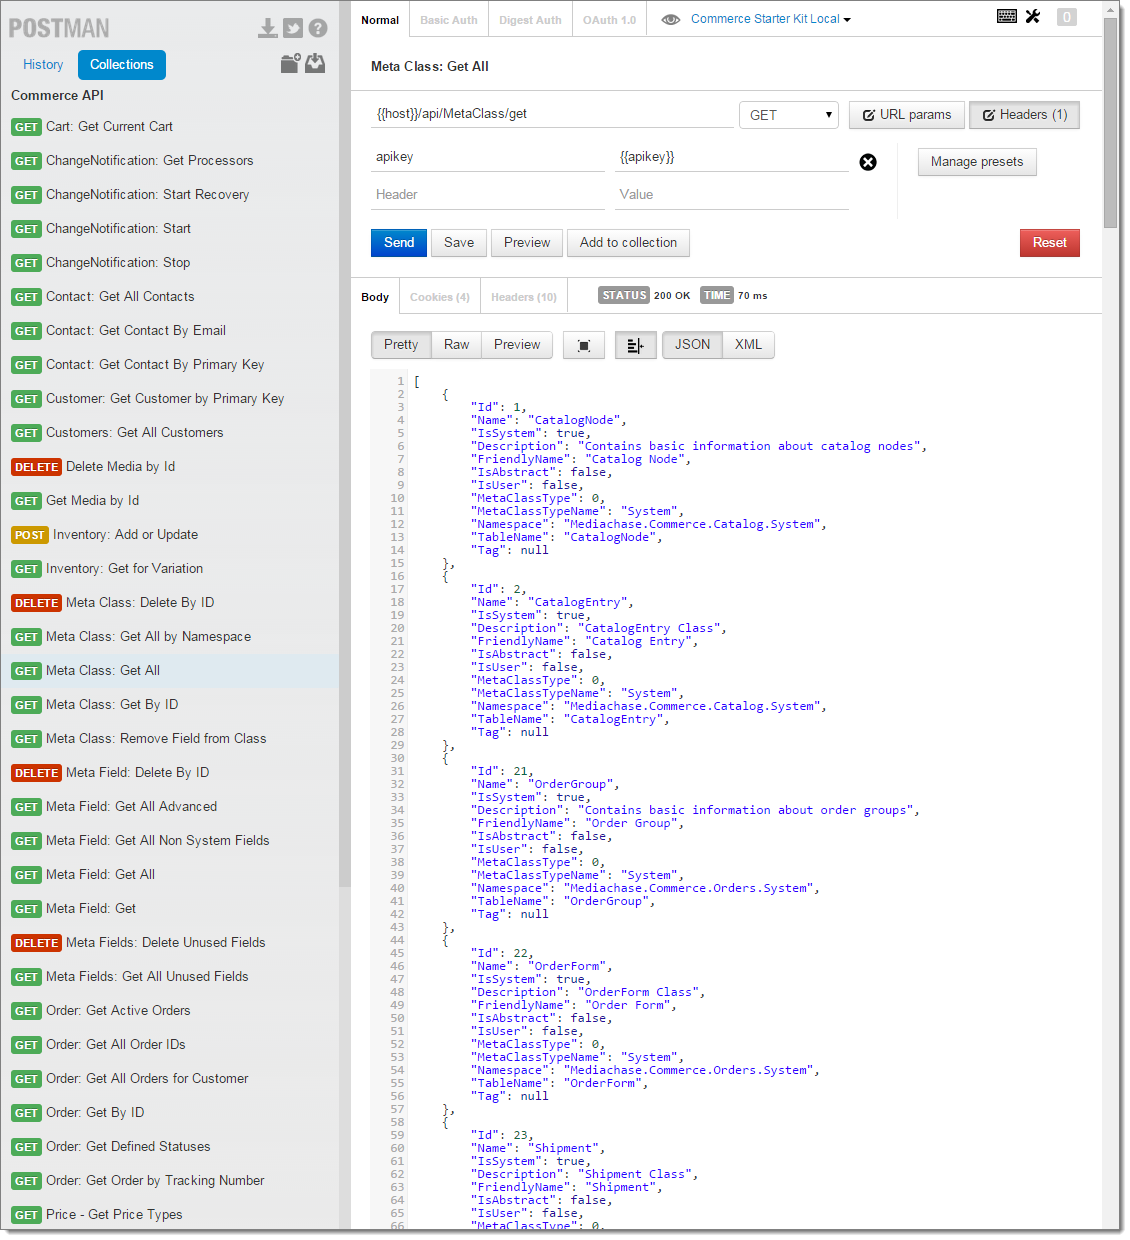 POSTMAN
History
Collections
Commerce API
GET Cart: Get Current Cart
GET ChangeNotification: Get Processors
GET ChangeNotification: Start Recovery
GET ChangeNotification: Start
GET ChangeNotification: Stop
GET Contact: Get All Contacts
GET Contact: Get Contact By Email
GET Contact: Get Contact By Primary Key
GET Customer: Get Customer by Primary Key
GET Customers: Get All Customers
DELETE Delete Media by Id
GET Get Media by Id
POST Inventory: Add or Update
GET Inventory: Get for Variation
DELETE Meta Class: Delete By ID
GET Meta Class: Get All by Namespace
GET Meta Class: Get All
GET Meta Class: Get By ID
GET Meta Class: Remove Field from Class
DELETE Meta Field: Delete By ID
GET Meta Field: Get All Advanced
GET Meta Field: Get All Non System Fields
GET Meta Field: Get All
GET Meta Field: Get
DELETE Meta Fields: Delete Unused Fields
GET Meta Fields: Get All Unused Fields
GET Order: Get Active Orders
GET Order: Get All Order IDs
GET Order: Get All Orders for Customer
GET Order: Get By ID
GET Order: Get Defined Statuses
GET Order: Get Order by Tracking Number
GET Price - Get Price Types
Normal Basic Auth Digest Auth OAuth 1.0 Commerce Starter Kit Local 0
Meta Class: Get All
{{host}}/api/MetaClass/get GET URL params Headers (1)
apikey {{apikey}} Manage presets
Header Value
Send Save Preview Add to collection Reset
Body Cookies (4) Headers (10) STATUS 200 OK TIME 70 ms
Pretty Raw Preview JSON XML
1 [
2 {
3 "Id": 1,
4 "Name": "CatalogNode",
5 "IsSystem": true,
6 "Description": "Contains basic information about catalog nodes",
7 "FriendlyName": "Catalog Node",
8 "IsAbstract": false,
9 "IsUser": false,
10 "MetaClassType": 0,
11 "MetaClassTypeName": "System",
12 "Namespace": "Mediachase.Commerce.Catalog.System",
13 "TableName": "CatalogNode",
14 "Tag": null
15 },
16 {
17 "Id": 2,
18 "Name": "CatalogEntry",
19 "IsSystem": true,
20 "Description": "CatalogEntry Class",
21 "FriendlyName": "Catalog Entry",
22 "IsAbstract": false,
23 "IsUser": false,
24 "MetaClassType": 0,
25 "MetaClassTypeName": "System",
26 "Namespace": "Mediachase.Commerce.Catalog.System",
27 "TableName": "CatalogEntry",
28 "Tag": null
29 },
30 {
31 "Id": 21,
32 "Name": "OrderGroup",
33 "IsSystem": true,
34 "Description": "Contains basic information about order groups",
35 "FriendlyName": "Order Group",
36 "IsAbstract": false,
37 "IsUser": false,
38 "MetaClassType": 0,
39 "MetaClassTypeName": "System",
40 "Namespace": "Mediachase.Commerce.Orders.System",
41 "TableName": "OrderGroup",
42 "Tag": null
43 },
44 {
45 "Id": 22,
46 "Name": "OrderForm",
47 "IsSystem": true,
48 "Description": "OrderForm Class",
49 "FriendlyName": "Order Form",
50 "IsAbstract": false,
51 "IsUser": false,
52 "MetaClassType": 0,
53 "MetaClassTypeName": "System",
54 "Namespace": "Mediachase.Commerce.Orders.System",
55 "TableName": "OrderForm",
56 "Tag": null
57 },
58 {
59 "Id": 23,
60 "Name": "Shipment",
61 "IsSystem": true,
62 "Description": "Shipment Class",
63 "FriendlyName": "Shipment",
64 "IsAbstract": false,
65 "IsUser": false,
66 "MetaClassType": 0,